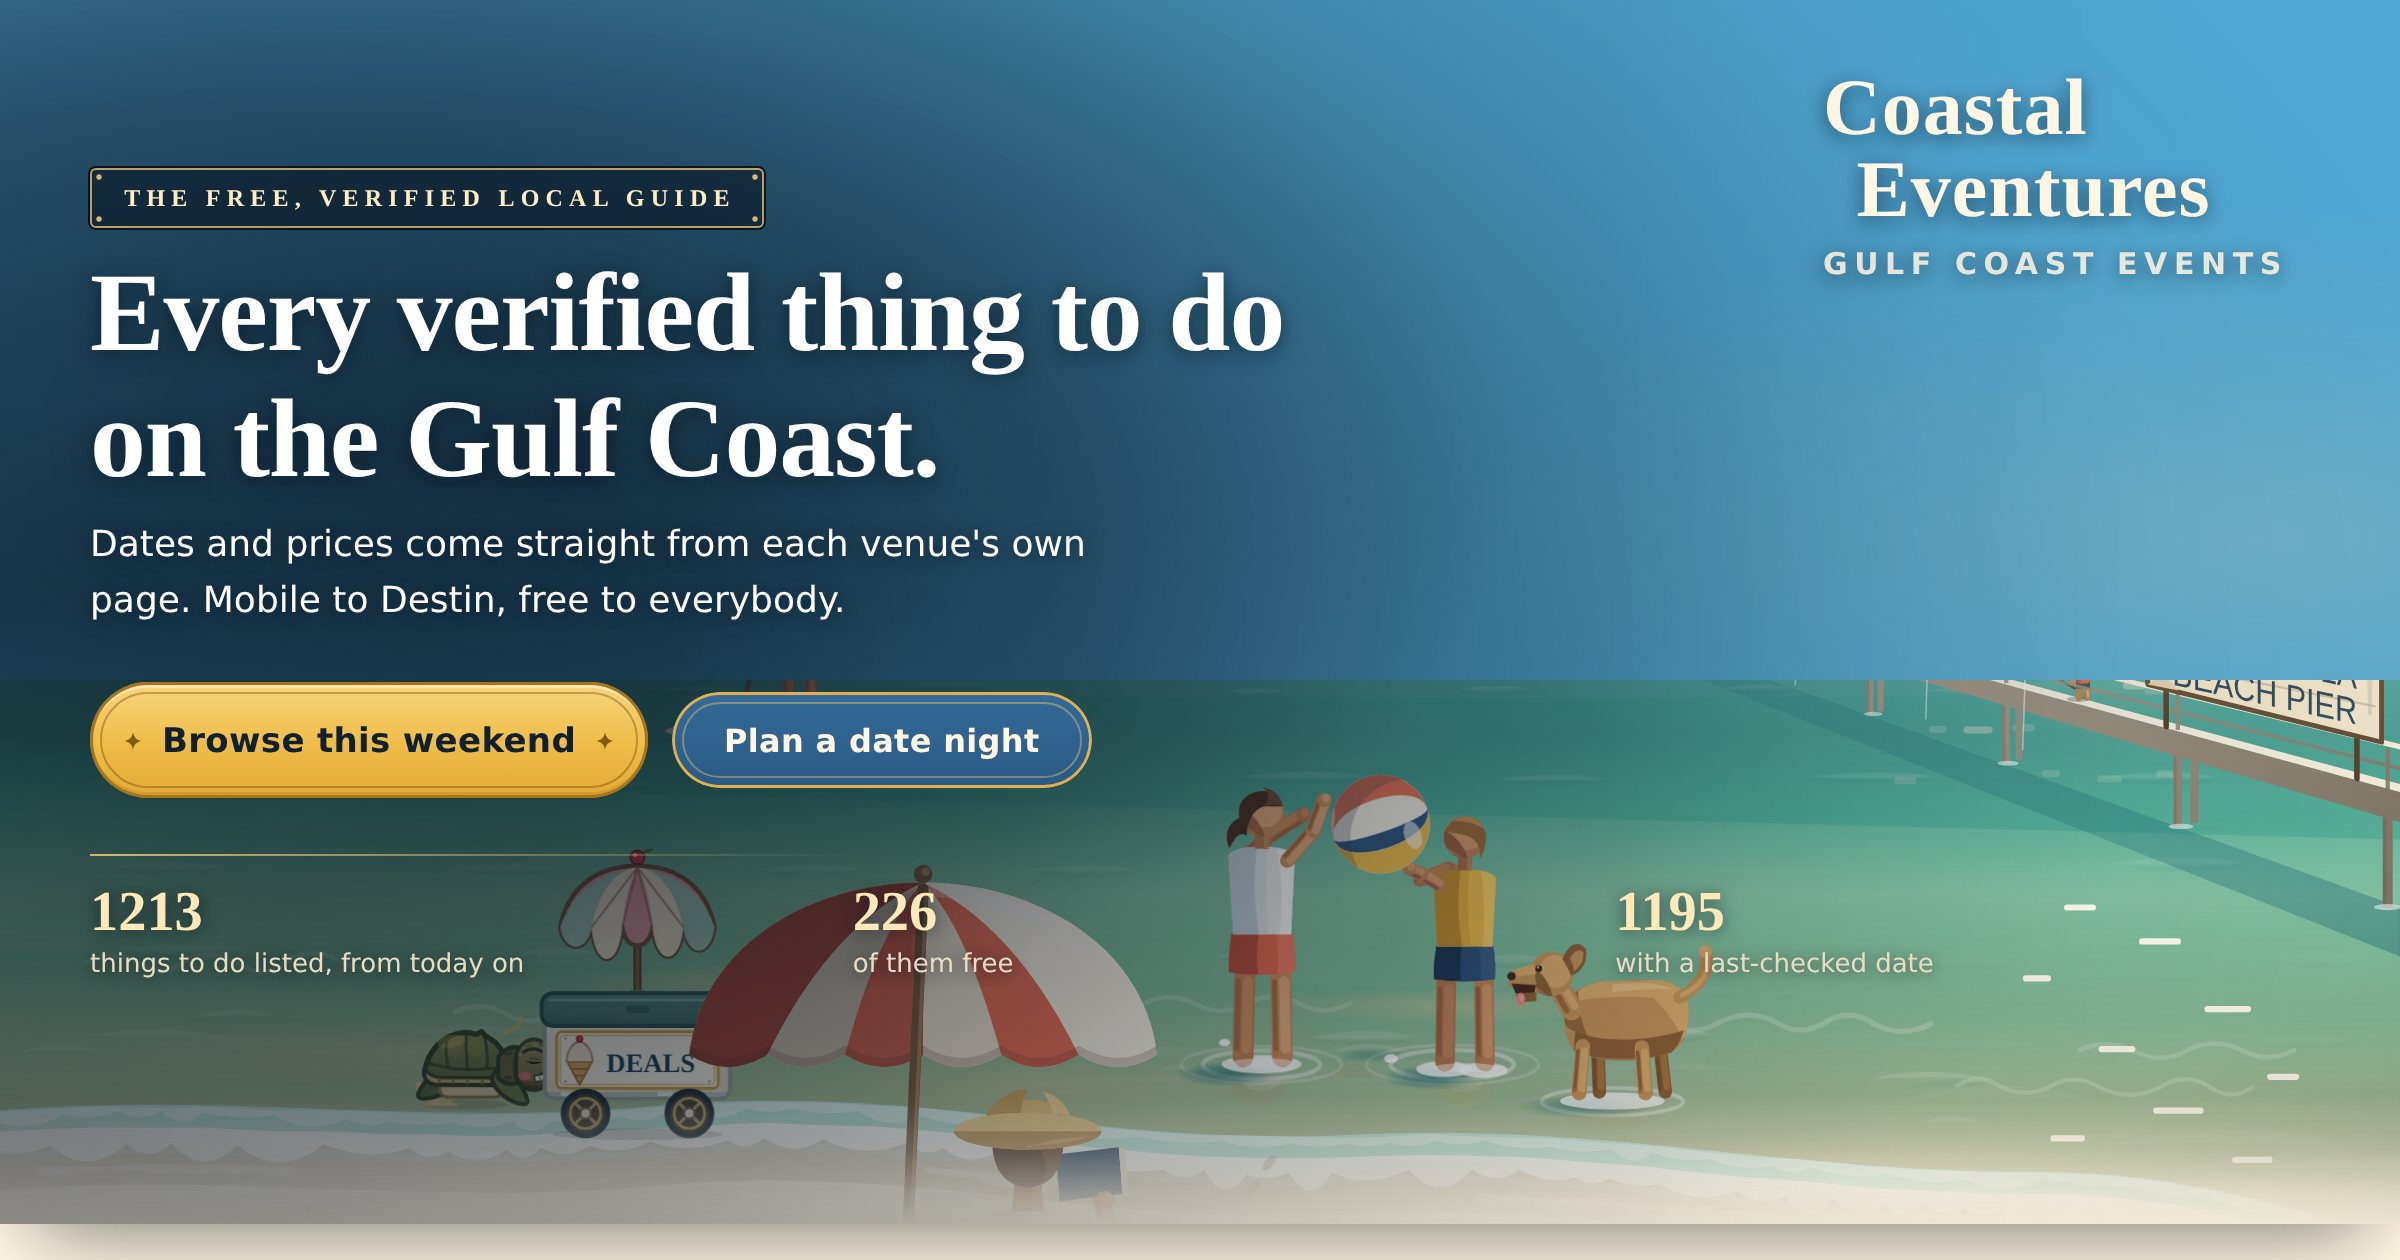 Coastal
Eventures
GULF COAST EVENTS
THE FREE, VERIFIED LOCAL GUIDE
Every verified thing to do
on the Gulf Coast.
Dates and prices come straight from each venue's own
page. Mobile to Destin, free to everybody.
Browse this weekend
Plan a date night
BEACH PIER
1213
things to do listed, from today on
226
of them free
1195
with a last-checked date
DEALS